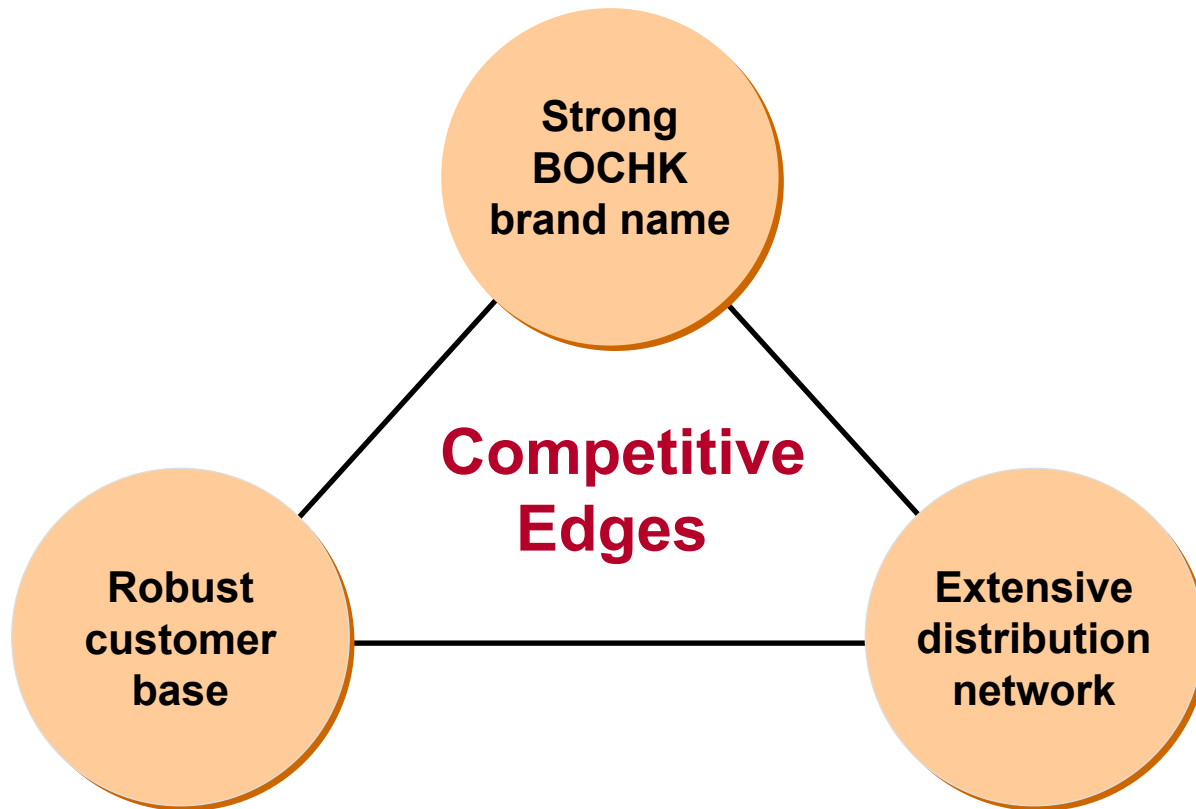 Strong
BOCHK
brand name
Competitive
Edges
Robust
customer
base
Extensive
distribution
network